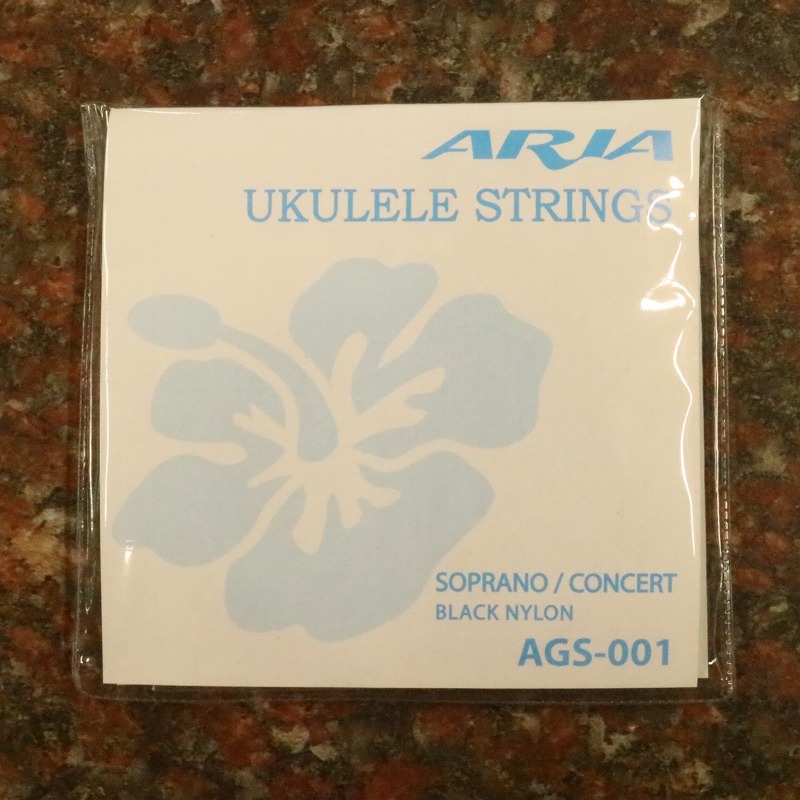 ARIA
UKULELE STRINGS
SOPRANO / CONCERT
BLACK NYLON
AGS-001